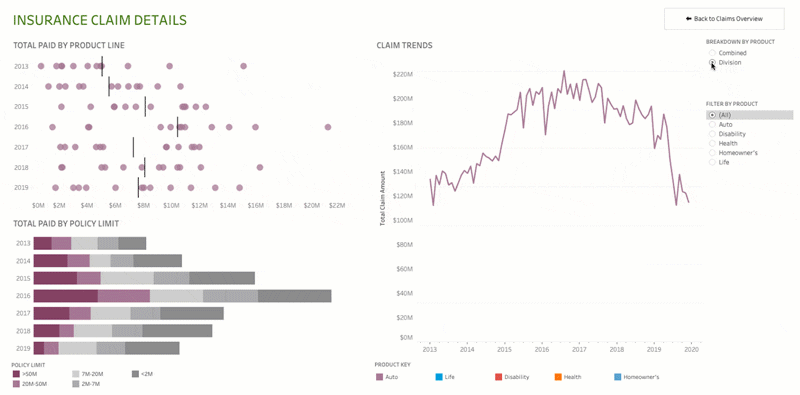 INSURANCE CLAIM DETAILS
⬅ Back to Claims Overview
TOTAL PAID BY PRODUCT LINE
2013
2014
2015
2016
2017
2018
2019
$0M $2M $4M $6M $8M $10M $12M $14M $16M $18M $20M $22M
TOTAL PAID BY POLICY LIMIT
2013
2014
2015
2016
2017
2018
2019
POLICY LIMIT
>50M 7M-20M <2M
20M-50M 2M-7M
CLAIM TRENDS
Total Claim Amount
$220M
$200M
$180M
$160M
$140M
$120M
$100M
$80M
$60M
$40M
$20M
$0M
2013 2014 2015 2016 2017 2018 2019 2020
PRODUCT KEY
Auto Life Disability Health Homeowner's
BREAKDOWN BY PRODUCT
Combined
Division
FILTER BY PRODUCT
(All)
Auto
Disability
Health
Homeowner's
Life